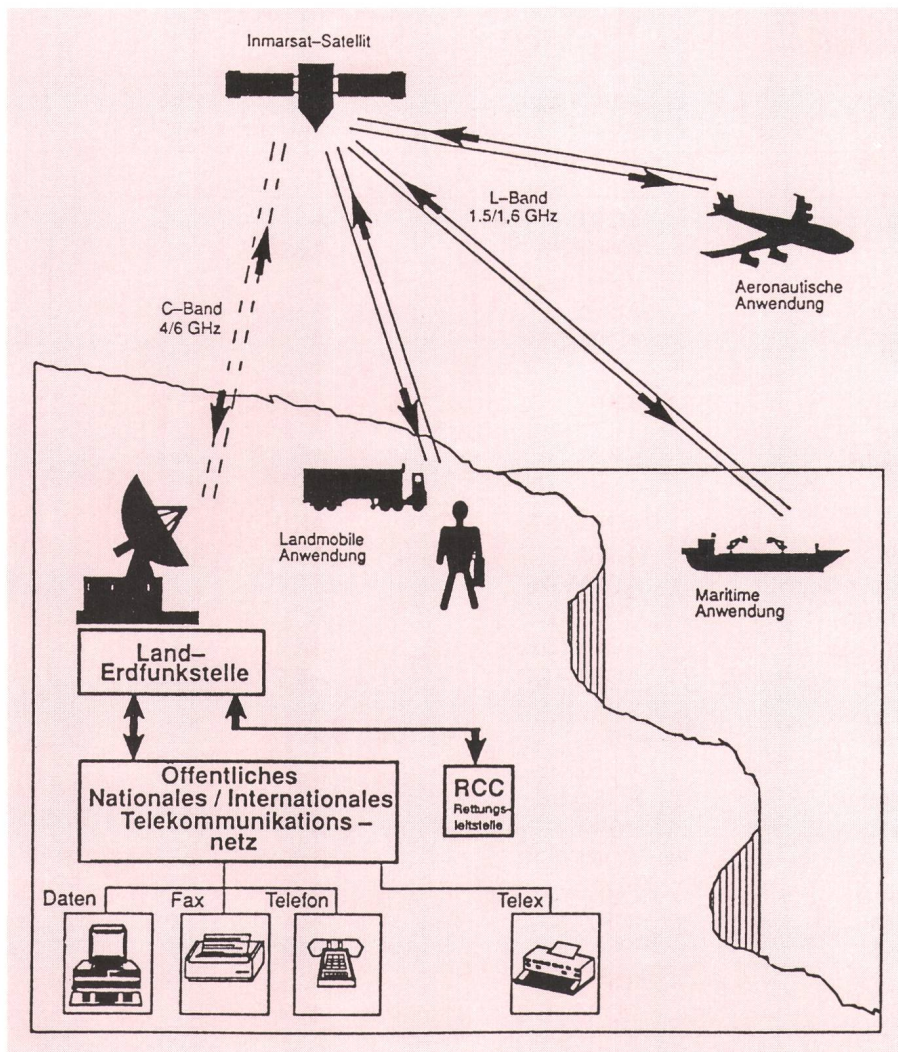 Inmarsat–Satellit
L–Band
1.5/1,6 GHz
Aeronautische
Anwendung
C–Band
4/6 GHz
Landmobile
Anwendung
Maritime
Anwendung
Land–
Erdfunkstelle
Öffentliches
Nationales / Internationales
Telekommunikations –
netz
RCC
Rettungs-
leitstelle
Daten
Fax
Telefon
Telex